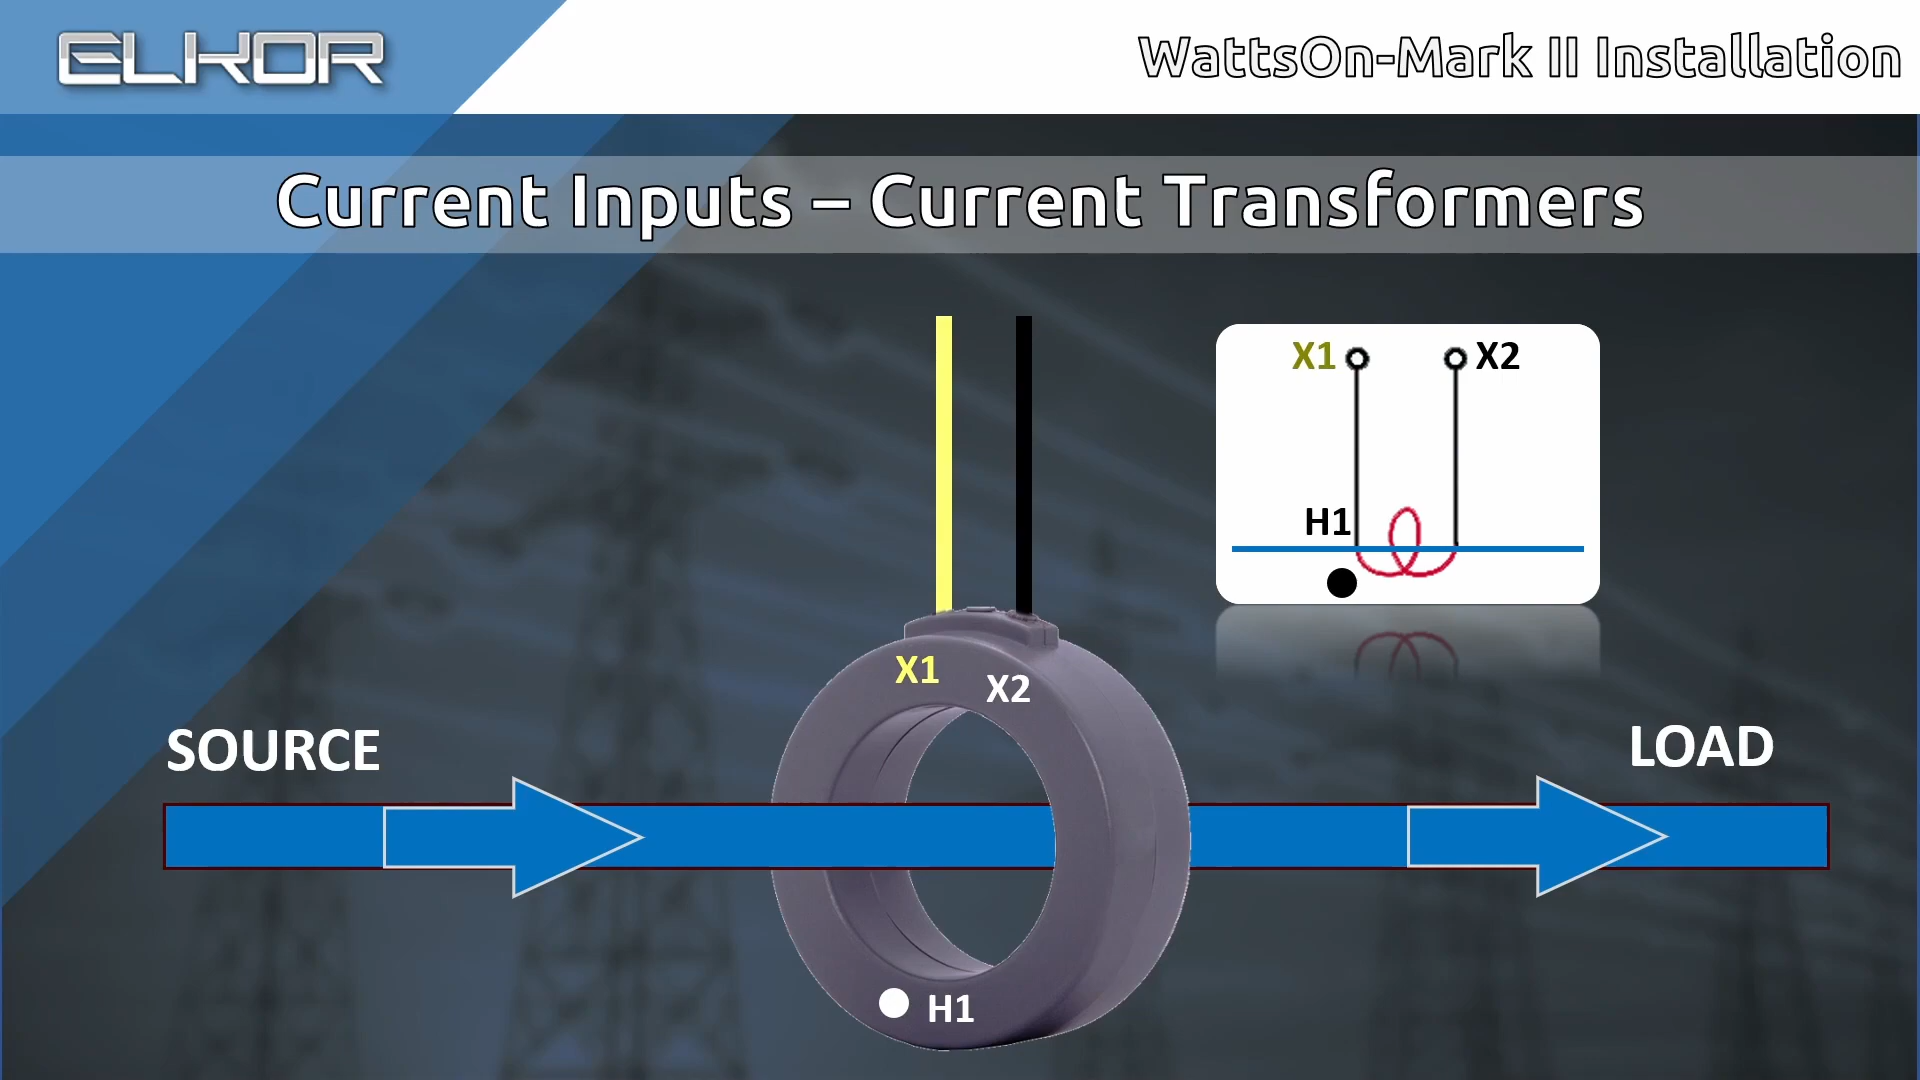 ELKOR
WattsOn-Mark II Installation
Current Inputs – Current Transformers
X1 X2
H1
X1
X2
SOURCE
LOAD
H1